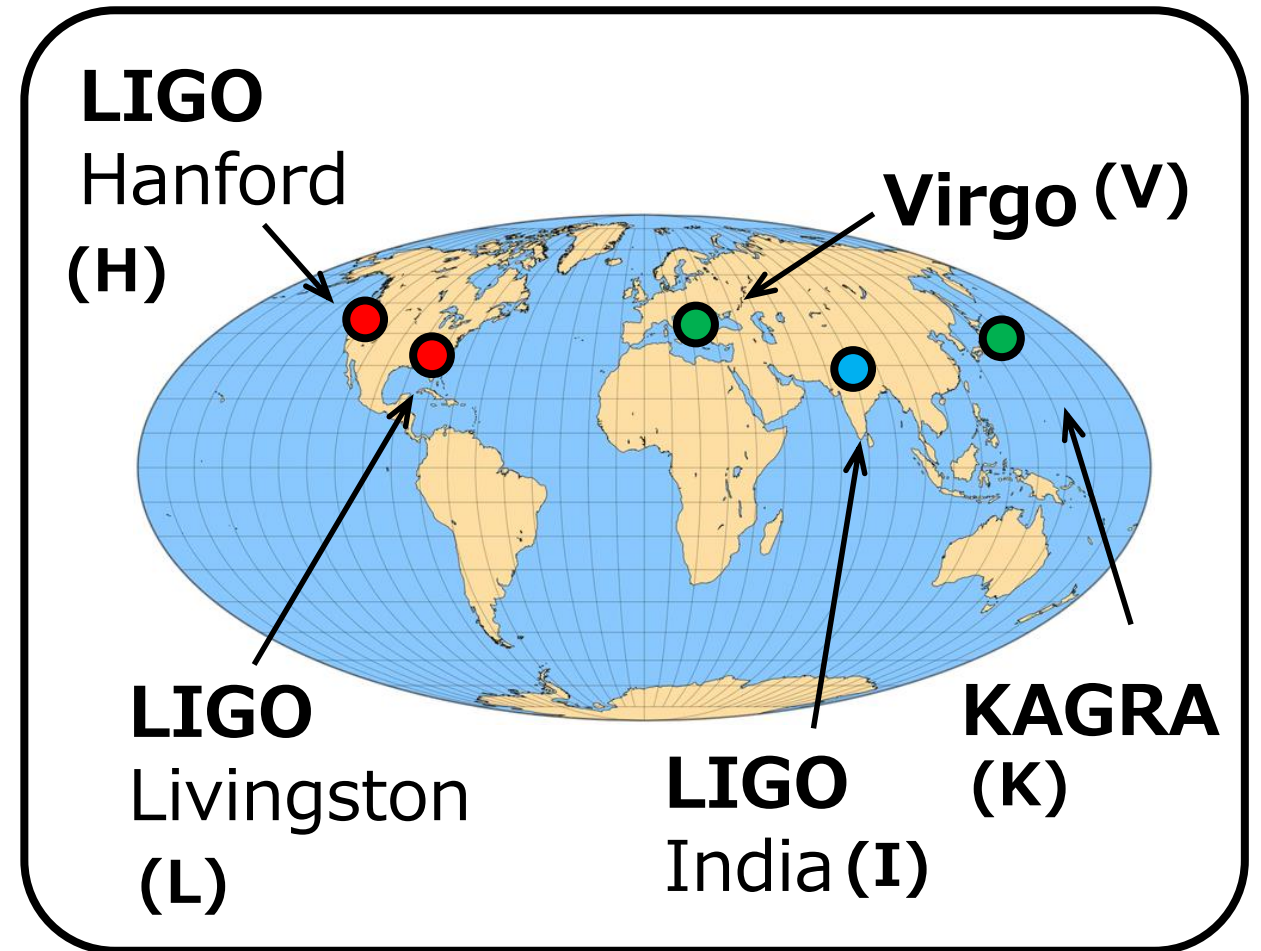 LIGO
Hanford
(H)
Virgo (V)
LIGO
Livingston
(L)
LIGO
India (I)
KAGRA
(K)